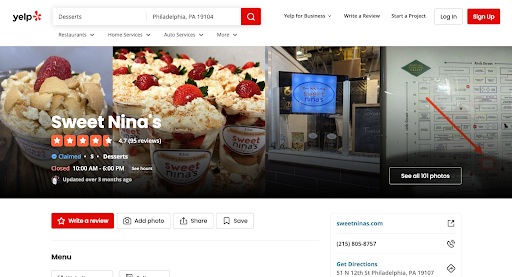 yelp
Desserts
Philadelphia, PA 19104
Yelp for Business
Write a Review
Start a Project
Log In
Sign Up
Restaurants
Home Services
Auto Services
More
Sweet Nina's
4.7 (95 reviews)
Claimed • $ • Desserts
Closed 10:00 AM - 6:00 PM See hours
Updated over 3 months ago
sweet
nina's
See all 101 photos
Write a review
Add photo
Share
Save
Menu
sweetninas.com
(215) 805-8757
Get Directions
51 N 12th St Philadelphia, PA 19107